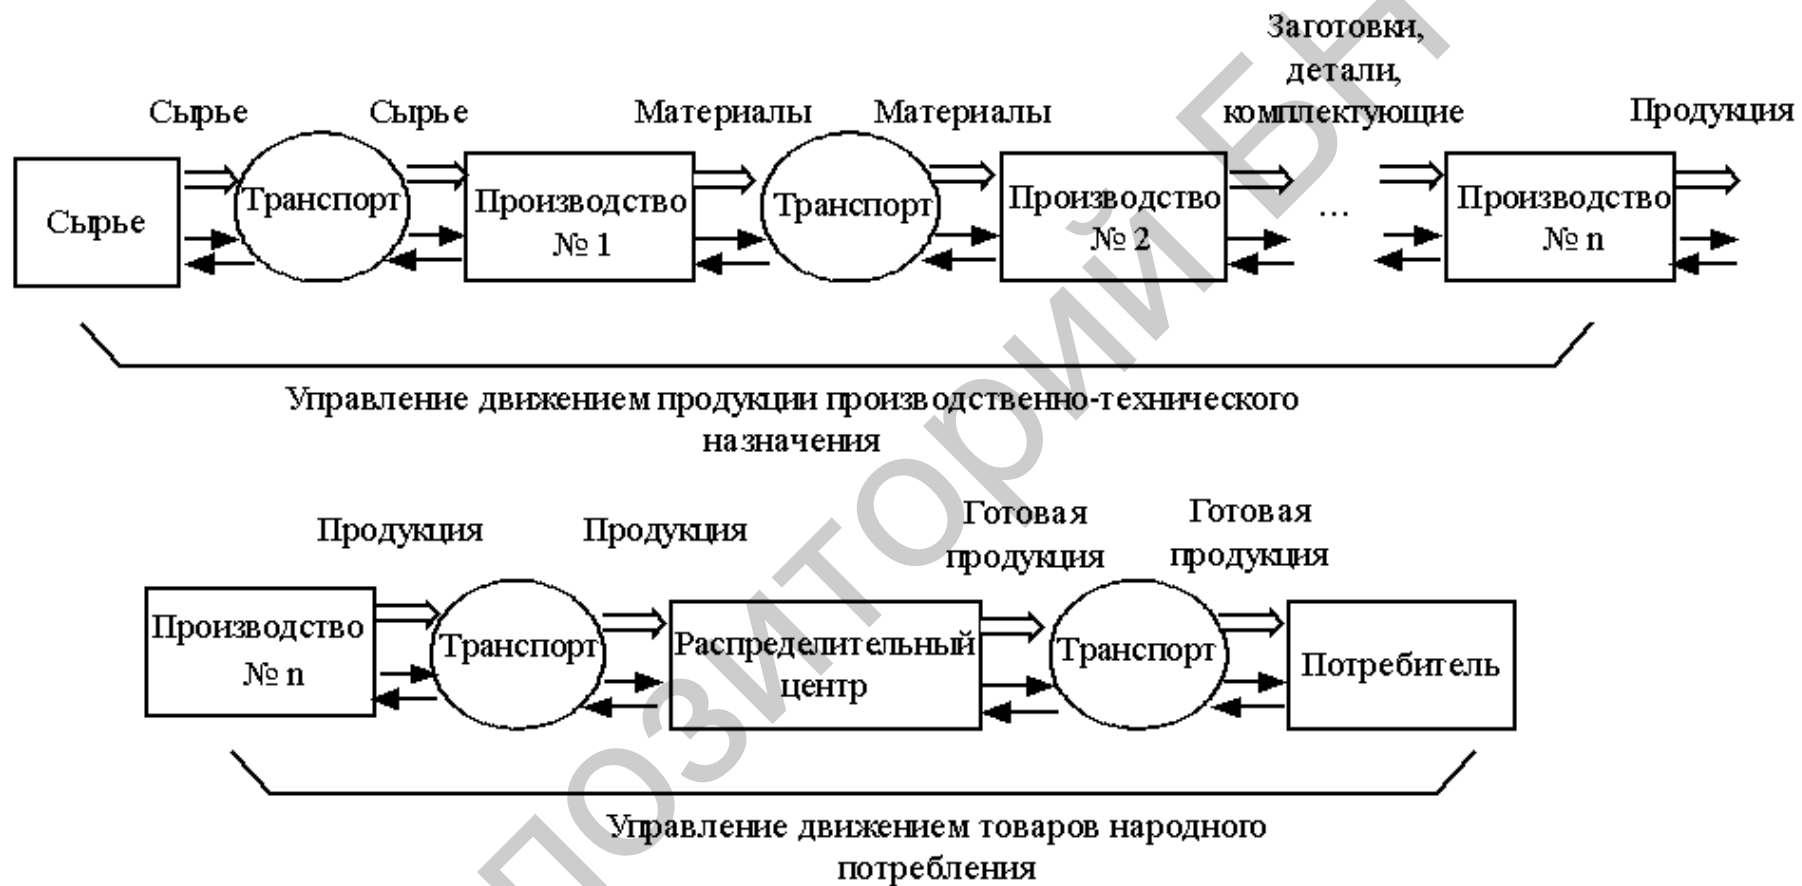 Заготовки,
детали,
комплектующие
Сырье Сырье Материалы Материалы Продукция
Сырье
Транспорт
Производство
№ 1
Транспорт
Производство
№ 2
...
Производство
№ n
Управление движением продукции производственно-технического
назначения
Продукция Продукция
Готовая
продукция
Готовая
продукция
Производство
№ n
Транспорт
Распределительный
центр
Транспорт
Потребитель
Управление движением товаров народного
потребления
позиторий БН